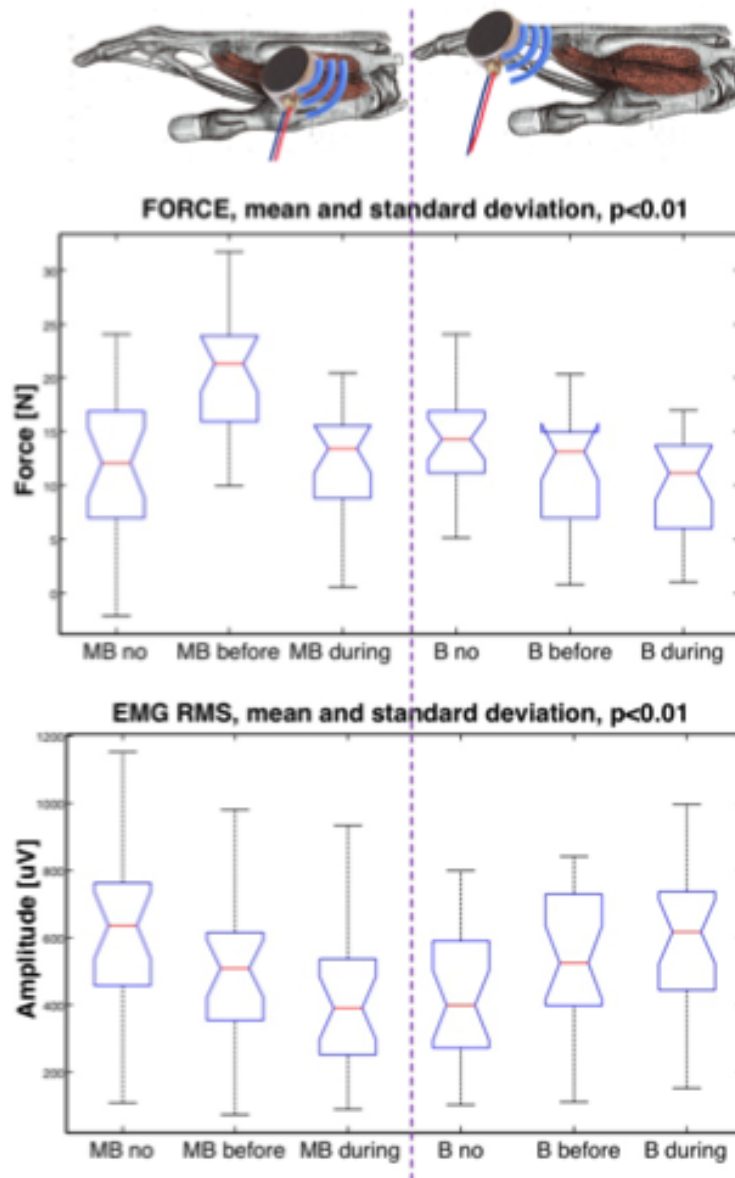 FORCE, mean and standard deviation, p<0.01
Force [N]
30
25
20
15
10
5
0
MB no MB before MB during B no B before B during
EMG RMS, mean and standard deviation, p<0.01
Amplitude [uV]
1200
1000
800
600
400
200
MB no MB before MB during B no B before B during